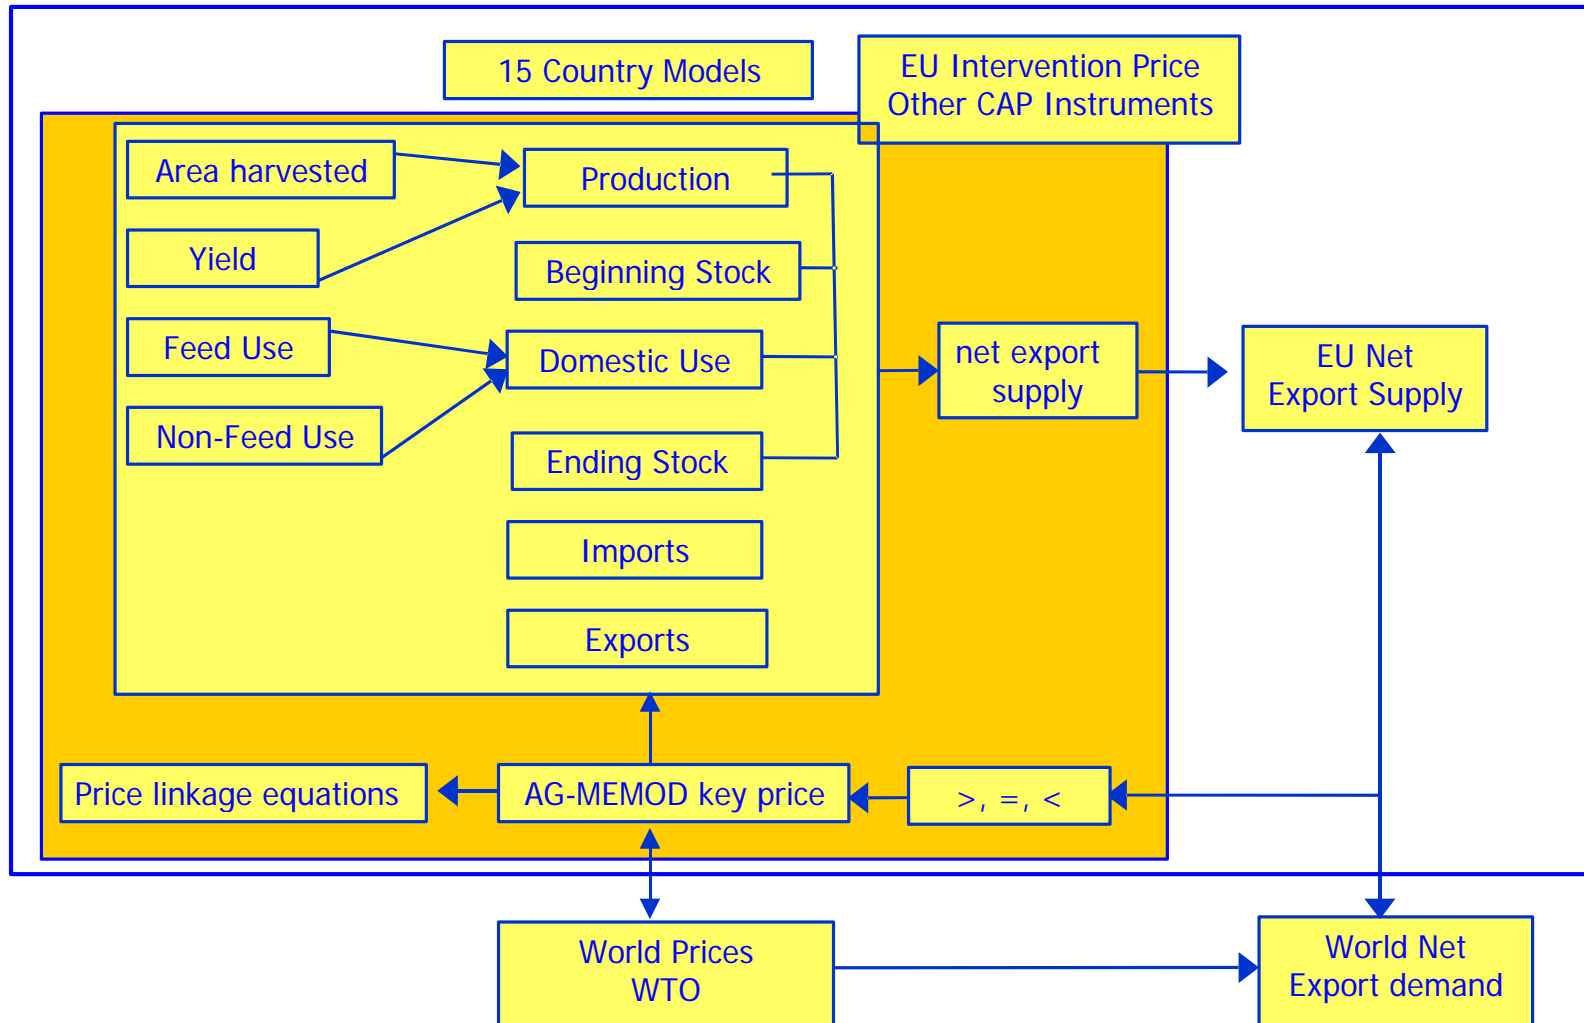 15 Country Models
EU Intervention Price
Other CAP Instruments
Area harvested
Production
Yield
Beginning Stock
Feed Use
Domestic Use
net export
supply
EU Net
Export Supply
Non-Feed Use
Ending Stock
Imports
Exports
Price linkage equations
AG-MEMOD key price
>, =, <
World Prices
WTO
World Net
Export demand